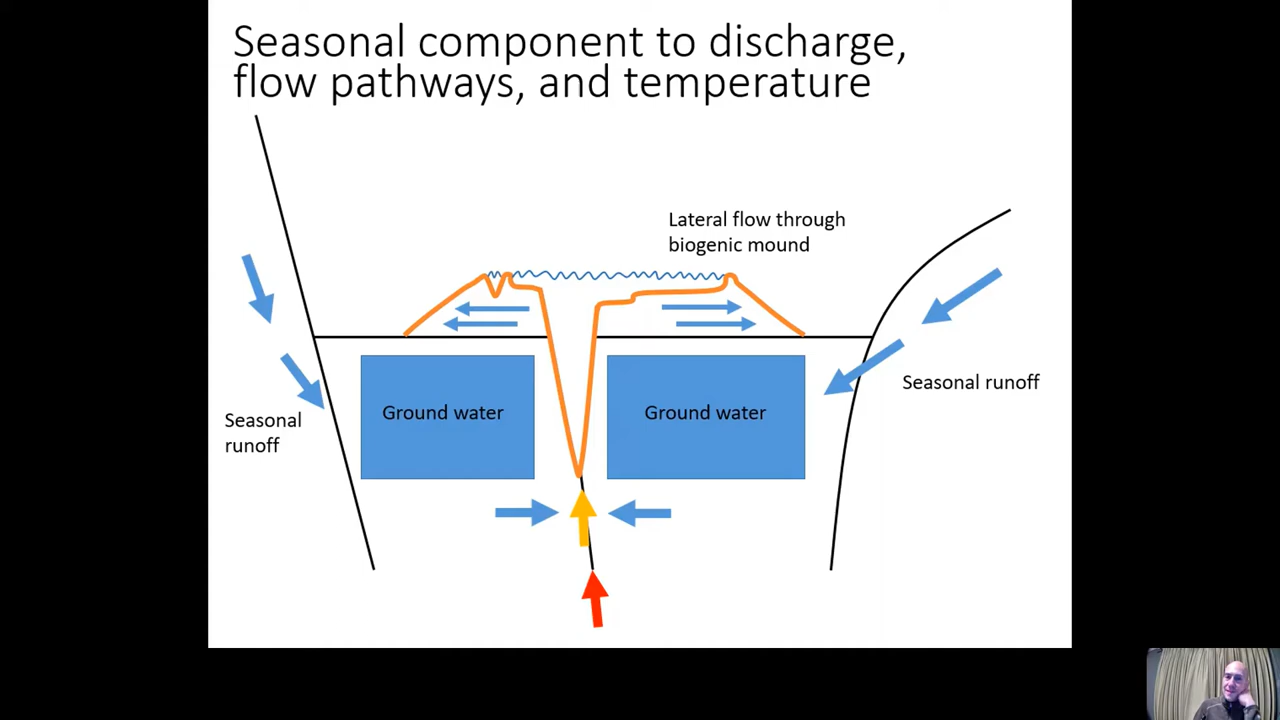 Seasonal component to discharge,
flow pathways, and temperature
Lateral flow through
biogenic mound
Seasonal runoff
Ground water
Ground water
Seasonal
runoff